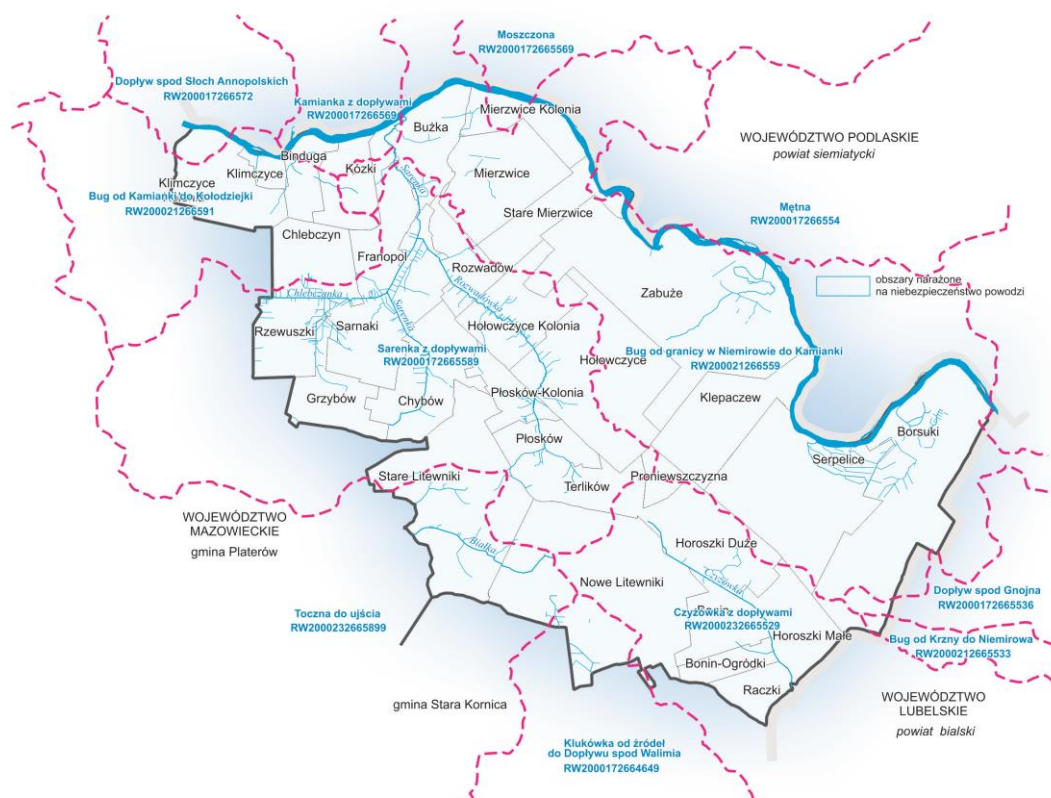 Moszczona
RW2000172665569
Dopływ spod Słoch Annopolskich
RW200017266572
Kamianka z dopływami
RW200017266569
Mierzwice Kolonia
Bużka
WOJEWÓDZTWO PODLASKIE
powiat siemiatycki
Binduga
Klimczyce
Kózki
Sarenka
Mierzwice
Klimczyce
Bug od Kamianki do Kołodziejki
RW200021266591
Stare Mierzwice
Mętna
RW200017266554
Chlebczyn
Franopol
Rozwadów
Rozwadówka
Zabuże
obszary narażone
na niebezpieczeństwo powodzi
Chlebczanka
Sarenka
Rzewuszki
Sarnaki
Hołowczyce Kolonia
Sarenka z dopływami
RW2000172665589
Hołowczyce
Bug od granicy w Niemirowie do Kamianki
RW200021266559
Grzybów
Chybów
Płosków-Kolonia
Klepaczew
Borsuki
Płosków
Serpelice
Stare Litewniki
Terlików
Proniewszczyzna
WOJEWÓDZTWO
MAZOWIECKIE
gmina Platerów
Białka
Horoszki Duże
Czyżówka
Nowe Litewniki
Dopływ spod Gnojna
RW2000172665536
Toczna do ujścia
RW2000232665899
Czyżówka z dopływami
RW2000232665529
Horoszki Małe
Bug od Krzny do Niemirowa
RW2000212665533
Bonin-Ogródki
Raczki
gmina Stara Kornica
WOJEWÓDZTWO
LUBELSKIE
powiat bialski
Klukówka od źródeł
do Dopływu spod Walimia
RW2000172664649